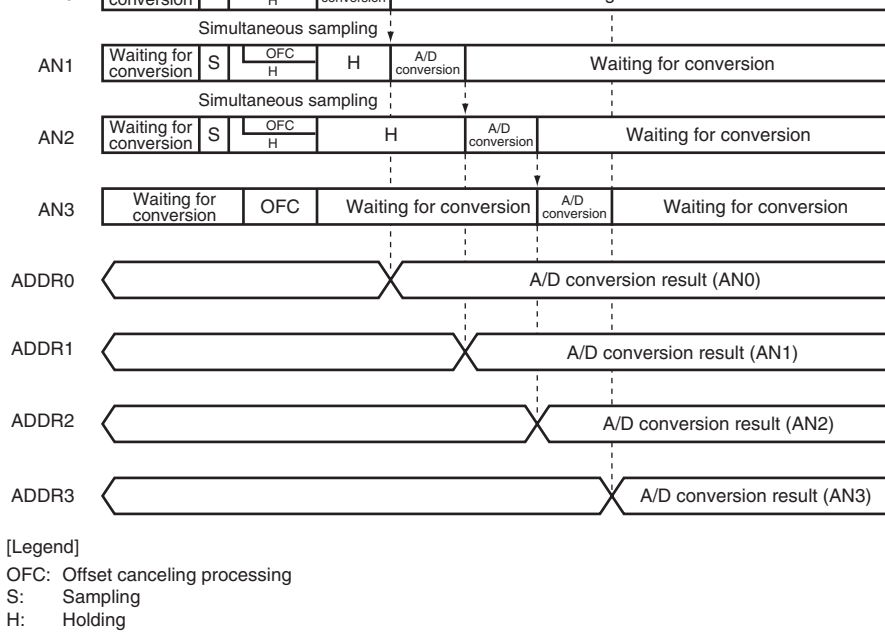 conversion H conversion
Simultaneous sampling
AN1 Waiting for conversion S OFC H H A/D conversion Waiting for conversion
Simultaneous sampling
AN2 Waiting for conversion S OFC H H A/D conversion Waiting for conversion
AN3 Waiting for conversion OFC Waiting for conversion A/D conversion Waiting for conversion
ADDR0 A/D conversion result (AN0)
ADDR1 A/D conversion result (AN1)
ADDR2 A/D conversion result (AN2)
ADDR3 A/D conversion result (AN3)
[Legend]
OFC: Offset canceling processing
S: Sampling
H: Holding